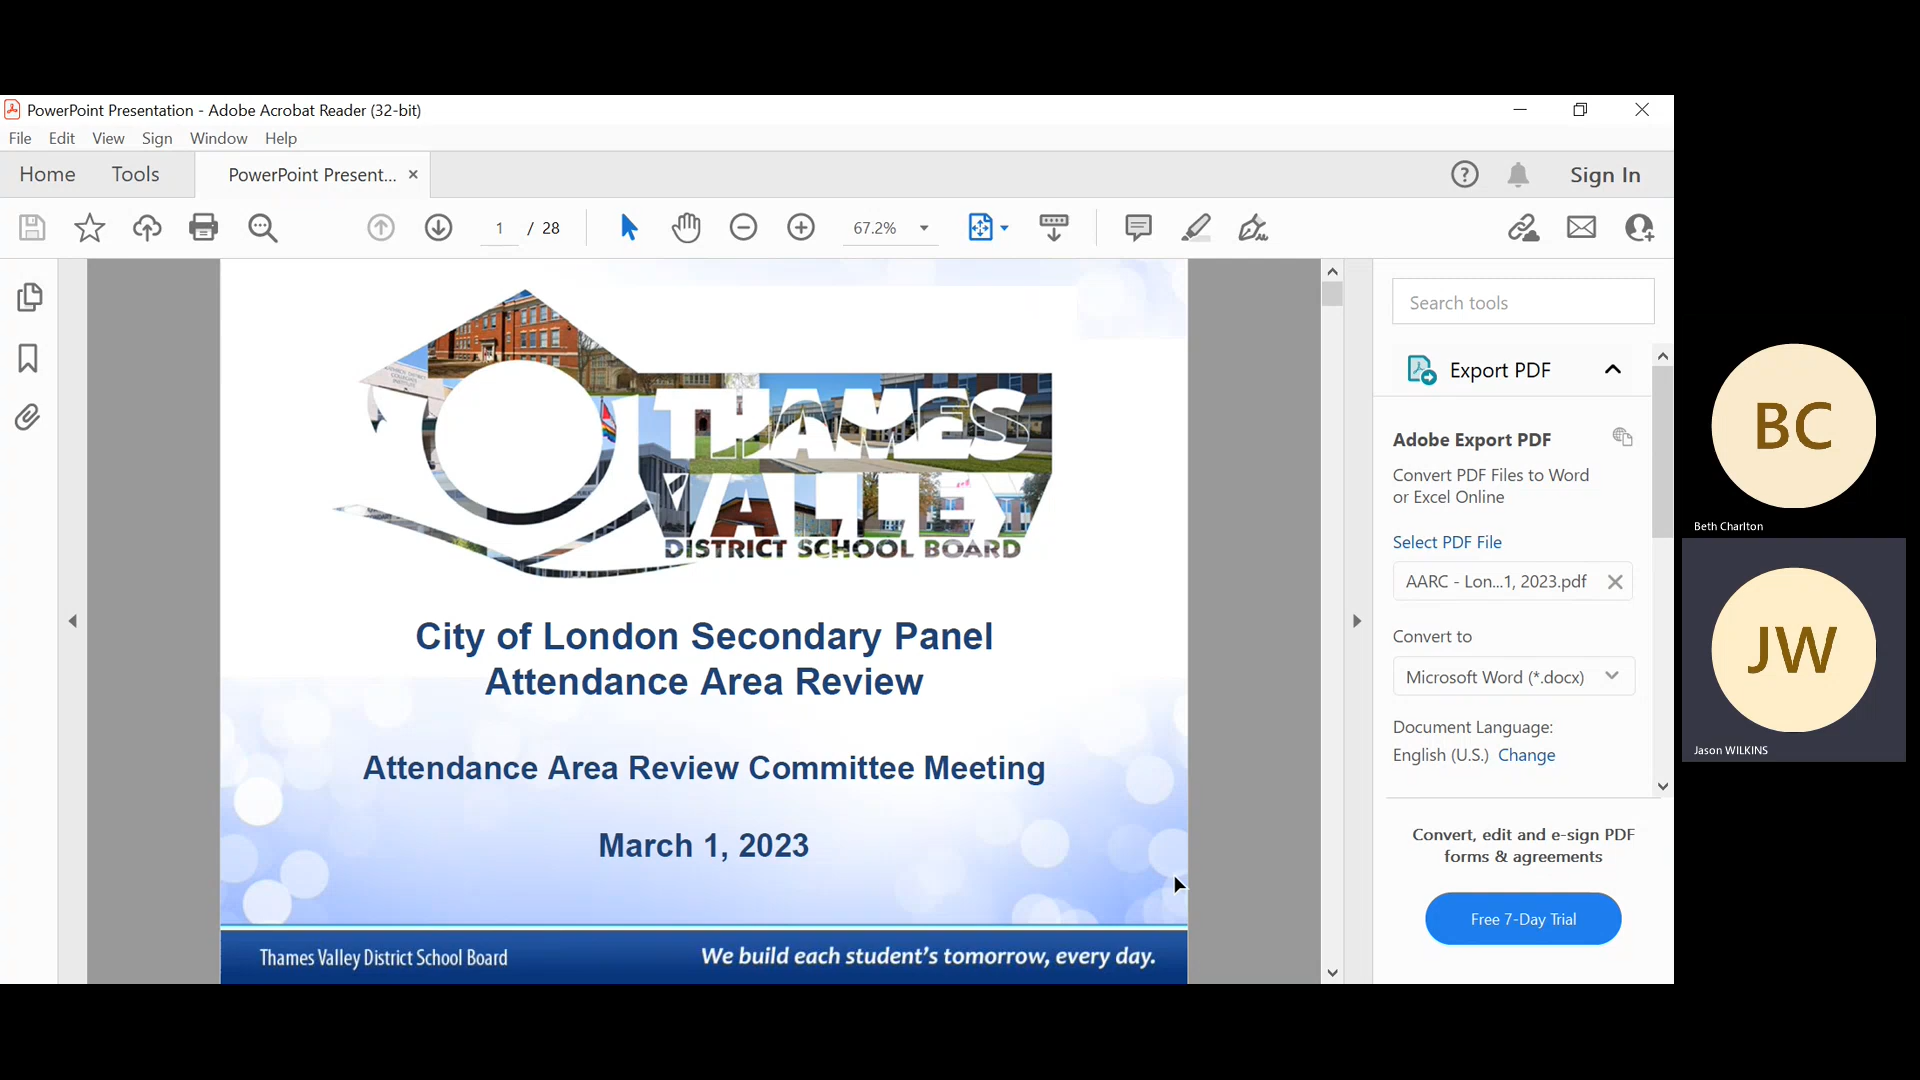 PowerPoint Presentation - Adobe Acrobat Reader (32-bit)
File Edit View Sign Window Help
Home Tools PowerPoint Present... Sign In
1 / 28 67.2%
Search tools
Export PDF
Adobe Export PDF
Convert PDF Files to Word
or Excel Online
Select PDF File
AARC - Lon...1, 2023.pdf
Convert to
Microsoft Word (*.docx)
Document Language:
English (U.S.) Change
Convert, edit and e-sign PDF
forms & agreements
Free 7-Day Trial
THAMES
VALLEY
DISTRICT SCHOOL BOARD
City of London Secondary Panel
Attendance Area Review
Attendance Area Review Committee Meeting
March 1, 2023
Thames Valley District School Board We build each student's tomorrow, every day.
BC
Beth Charlton
JW
Jason WILKINS